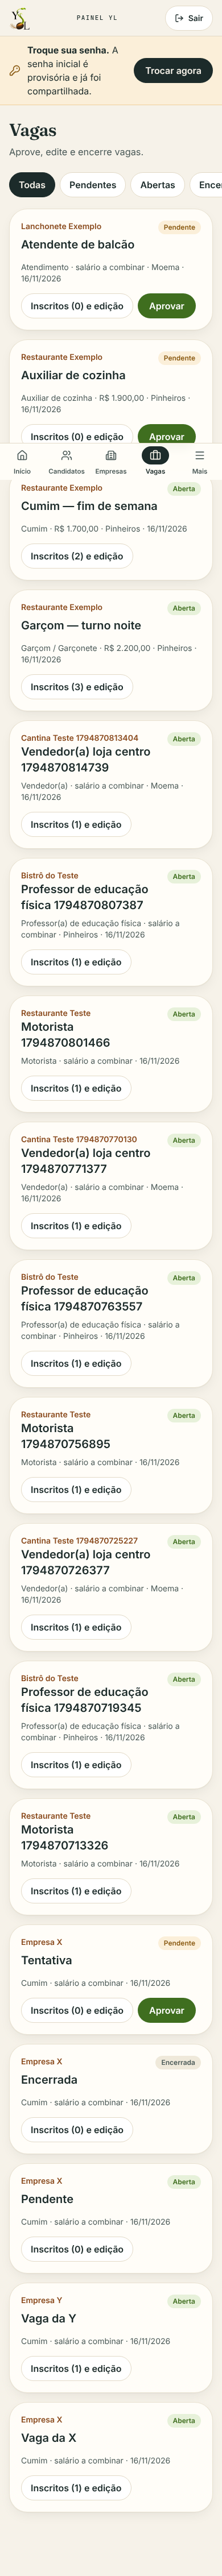 YSL
PAINEL YL
Sair
Troque sua senha. A
senha inicial é
provisória e já foi
compartilhada.
Trocar agora
Vagas
Aprove, edite e encerre vagas.
Todas
Pendentes
Abertas
Encer
Lanchonete Exemplo
Pendente
Atendente de balcão
Atendimento · salário a combinar · Moema ·
16/11/2026
Inscritos (0) e edição
Aprovar
Restaurante Exemplo
Pendente
Auxiliar de cozinha
Auxiliar de cozinha · R$ 1.900,00 · Pinheiros ·
16/11/2026
Inscritos (0) e edição
Aprovar
Início
Candidatos
Empresas
Vagas
Mais
Restaurante Exemplo
Aberta
Cumim — fim de semana
Cumim · R$ 1.700,00 · Pinheiros · 16/11/2026
Inscritos (2) e edição
Restaurante Exemplo
Aberta
Garçom — turno noite
Garçom / Garçonete · R$ 2.200,00 · Pinheiros ·
16/11/2026
Inscritos (3) e edição
Cantina Teste 1794870813404
Aberta
Vendedor(a) loja centro
1794870814739
Vendedor(a) · salário a combinar · Moema ·
16/11/2026
Inscritos (1) e edição
Bistrô do Teste
Aberta
Professor de educação
física 1794870807387
Professor(a) de educação física · salário a
combinar · Pinheiros · 16/11/2026
Inscritos (1) e edição
Restaurante Teste
Aberta
Motorista
1794870801466
Motorista · salário a combinar · 16/11/2026
Inscritos (1) e edição
Cantina Teste 1794870770130
Aberta
Vendedor(a) loja centro
1794870771377
Vendedor(a) · salário a combinar · Moema ·
16/11/2026
Inscritos (1) e edição
Bistrô do Teste
Aberta
Professor de educação
física 1794870763557
Professor(a) de educação física · salário a
combinar · Pinheiros · 16/11/2026
Inscritos (1) e edição
Restaurante Teste
Aberta
Motorista
1794870756895
Motorista · salário a combinar · 16/11/2026
Inscritos (1) e edição
Cantina Teste 1794870725227
Aberta
Vendedor(a) loja centro
1794870726377
Vendedor(a) · salário a combinar · Moema ·
16/11/2026
Inscritos (1) e edição
Bistrô do Teste
Aberta
Professor de educação
física 1794870719345
Professor(a) de educação física · salário a
combinar · Pinheiros · 16/11/2026
Inscritos (1) e edição
Restaurante Teste
Aberta
Motorista
1794870713326
Motorista · salário a combinar · 16/11/2026
Inscritos (1) e edição
Empresa X
Pendente
Tentativa
Cumim · salário a combinar · 16/11/2026
Inscritos (0) e edição
Aprovar
Empresa X
Encerrada
Encerrada
Cumim · salário a combinar · 16/11/2026
Inscritos (0) e edição
Empresa X
Aberta
Pendente
Cumim · salário a combinar · 16/11/2026
Inscritos (0) e edição
Empresa Y
Aberta
Vaga da Y
Cumim · salário a combinar · 16/11/2026
Inscritos (1) e edição
Empresa X
Aberta
Vaga da X
Cumim · salário a combinar · 16/11/2026
Inscritos (1) e edição